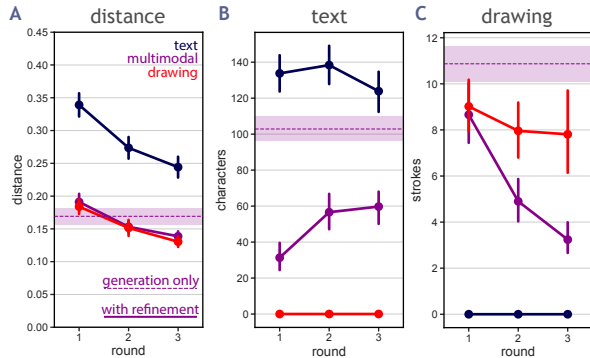 A distance
text
multimodal
drawing
0.45
0.40
0.35
0.30
0.25
0.20
0.15
0.10
0.05
0.00
distance
generation only
with refinement
1 2 3
round
B text
140
120
100
80
60
40
20
0
characters
1 2 3
round
C drawing
12
10
8
6
4
2
0
strokes
1 2 3
round